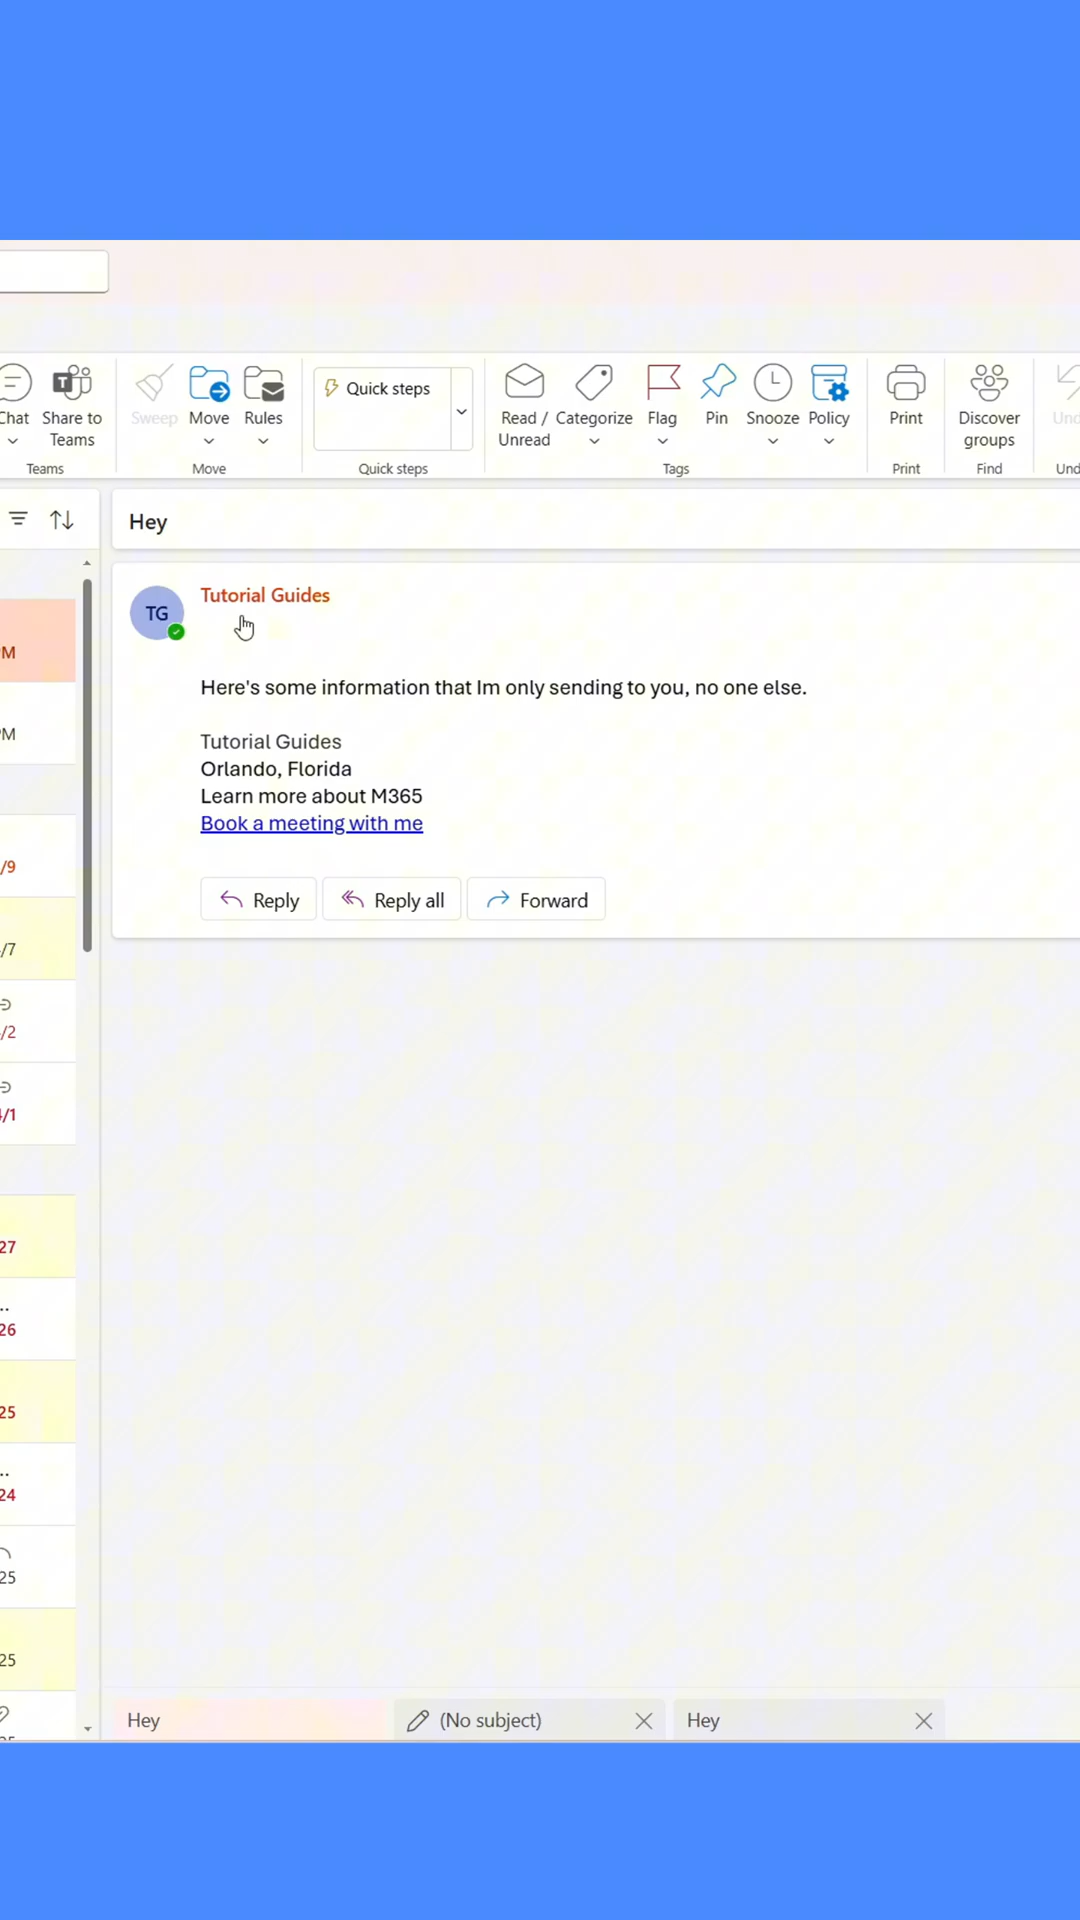 Chat
Share to
Teams
Teams
Sweep
Move
Rules
Move
Quick steps
Quick steps
Read /
Unread
Categorize
Flag
Pin
Snooze
Policy
Tags
Print
Print
Discover
groups
Find
Hey
TG
Tutorial Guides
Here's some information that Im only sending to you, no one else.
Tutorial Guides
Orlando, Florida
Learn more about M365
Book a meeting with me
Reply
Reply all
Forward
M
M
/9
/7
/2
/1
27
26
25
24
25
25
Hey
(No subject)
Hey